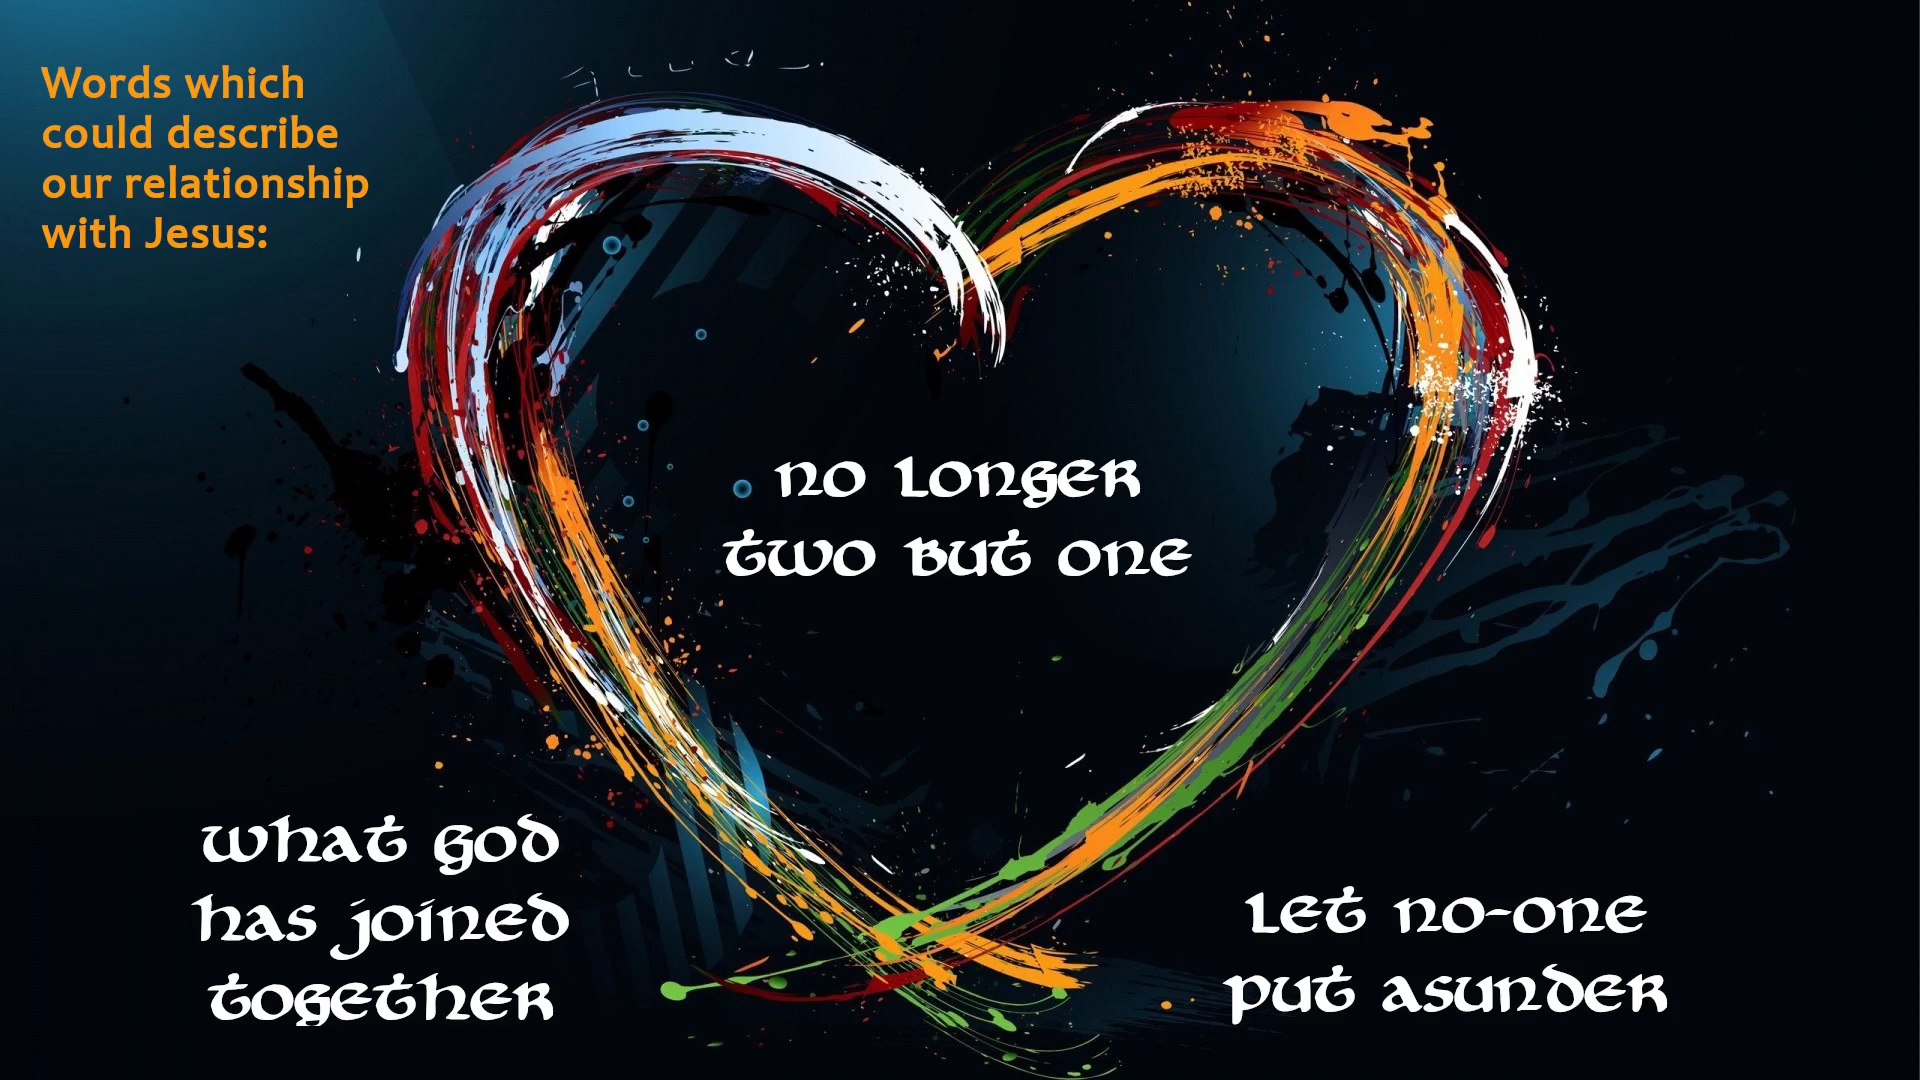 Words which
could describe
our relationship
with Jesus:
no longer
two but one
what god
has joined
together
let no-one
put asunder